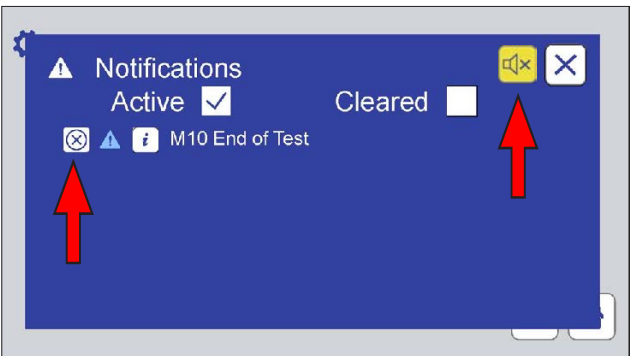 Notifications
Active
Cleared
i M10 End of Test